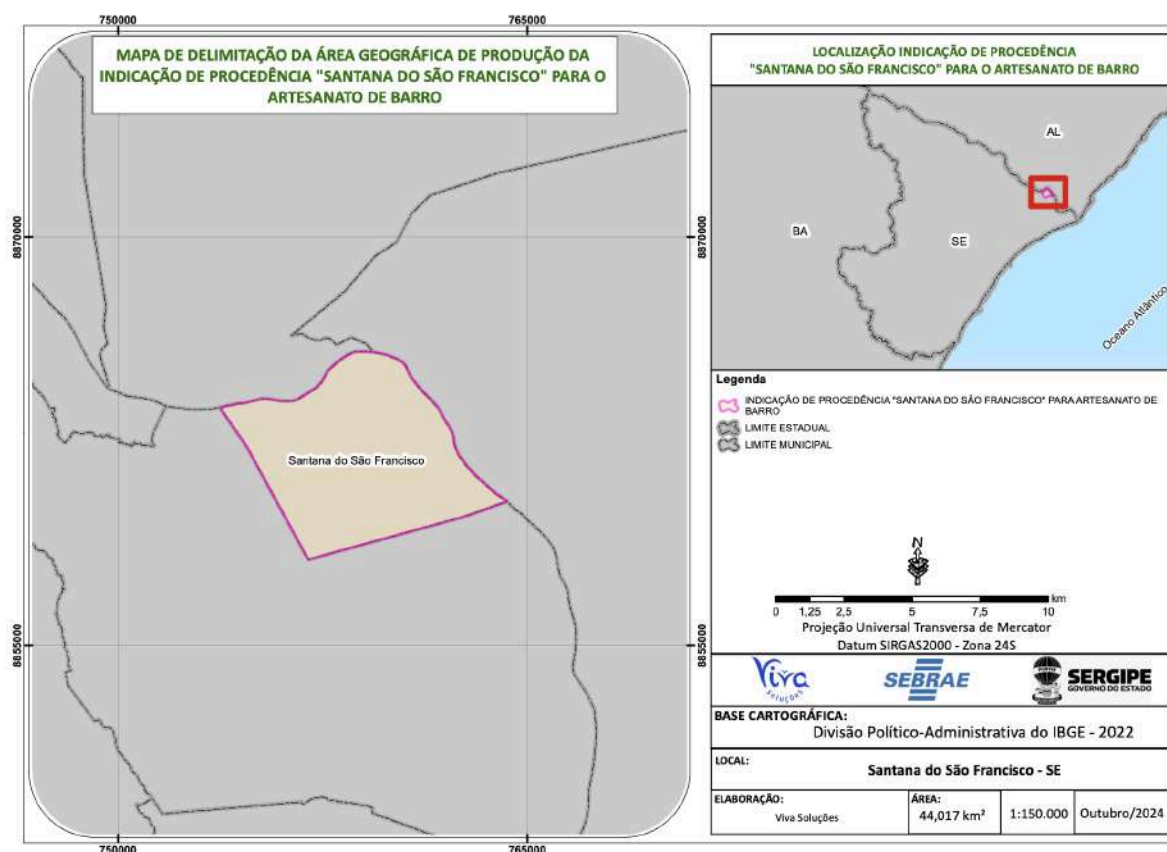 750000
765000
MAPA DE DELIMITAÇÃO DA ÁREA GEOGRÁFICA DE PRODUÇÃO DA
INDICAÇÃO DE PROCEDÊNCIA "SANTANA DO SÃO FRANCISCO" PARA O
ARTESANATO DE BARRO
8870000
8870000
Santana do São Francisco
8855000
8855000
750000
765000
LOCALIZAÇÃO INDICAÇÃO DE PROCEDÊNCIA
"SANTANA DO SÃO FRANCISCO" PARA O ARTESANATO DE BARRO
AL
BA
SE
Oceano Atlântico
Legenda
INDICAÇÃO DE PROCEDÊNCIA "SANTANA DO SÃO FRANCISCO" PARA ARTESANATO DE
BARRO
LIMITE ESTADUAL
LIMITE MUNICIPAL
N
km
0 1,25 2,5 5 7,5 10
Projeção Universal Transversa de Mercator
Datum SIRGAS2000 - Zona 24S
Viva
SOLUÇÕES
SEBRAE
SERGIPE
GOVERNO DO ESTADO
BASE CARTOGRÁFICA:
Divisão Político-Administrativa do IBGE - 2022
LOCAL:
Santana do São Francisco - SE
ELABORAÇÃO:
Viva Soluções
ÁREA:
44,017 km²
1:150.000
Outubro/2024